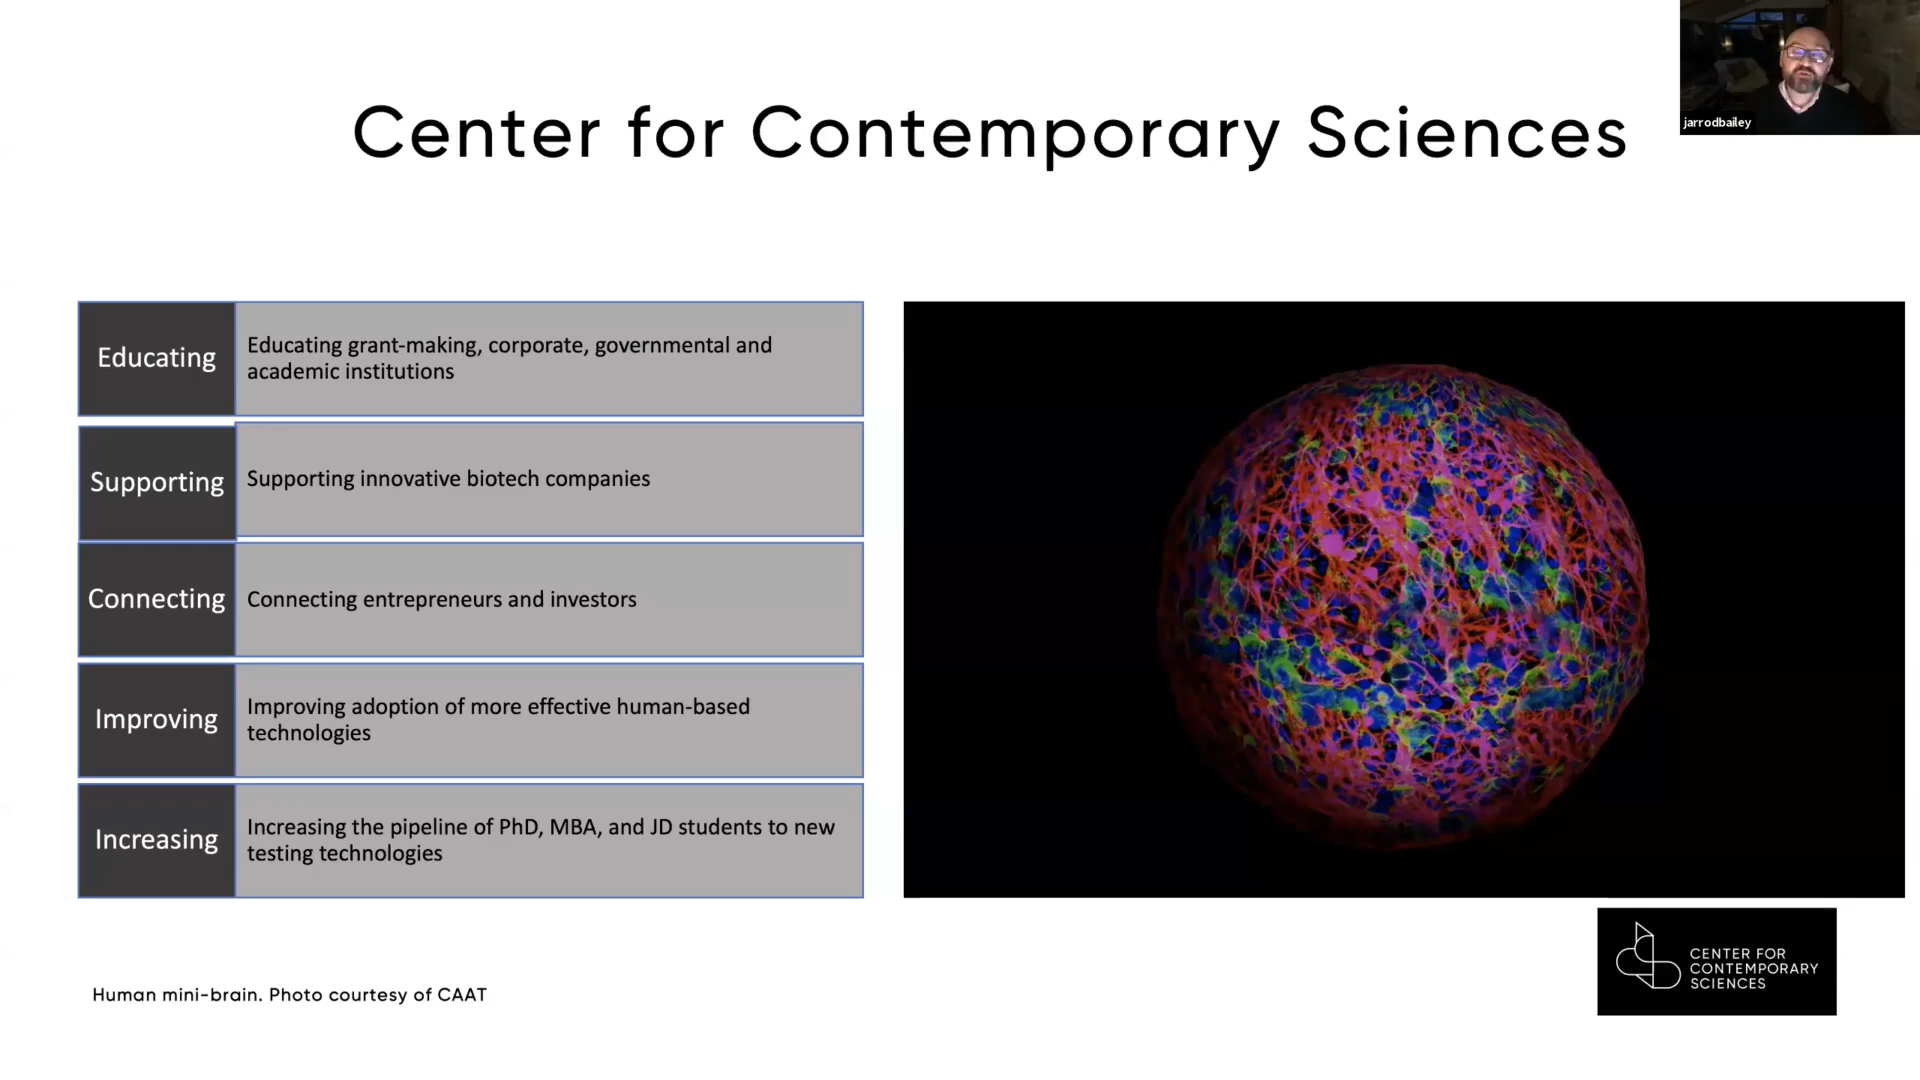 Center for Contemporary Sciences
jarrodbailey
Educating
Educating grant-making, corporate, governmental and
academic institutions
Supporting
Supporting innovative biotech companies
Connecting
Connecting entrepreneurs and investors
Improving
Improving adoption of more effective human-based
technologies
Increasing
Increasing the pipeline of PhD, MBA, and JD students to new
testing technologies
Human mini-brain. Photo courtesy of CAAT
CENTER FOR
CONTEMPORARY
SCIENCES